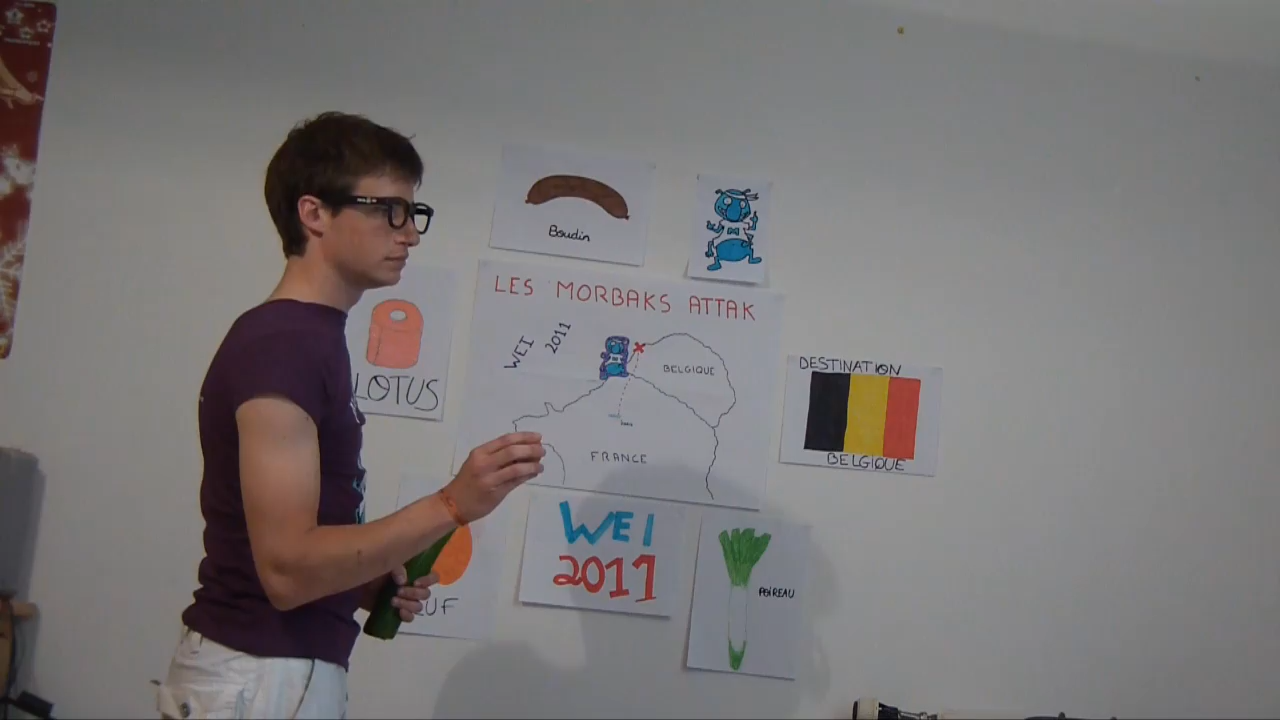 Boudin
LES MORBAKS ATTAK
WEI 2011
BELGIQUE
FRANCE
LOTUS
DESTINATION
BELGIQUE
WEI
2011
POIREAU
UF